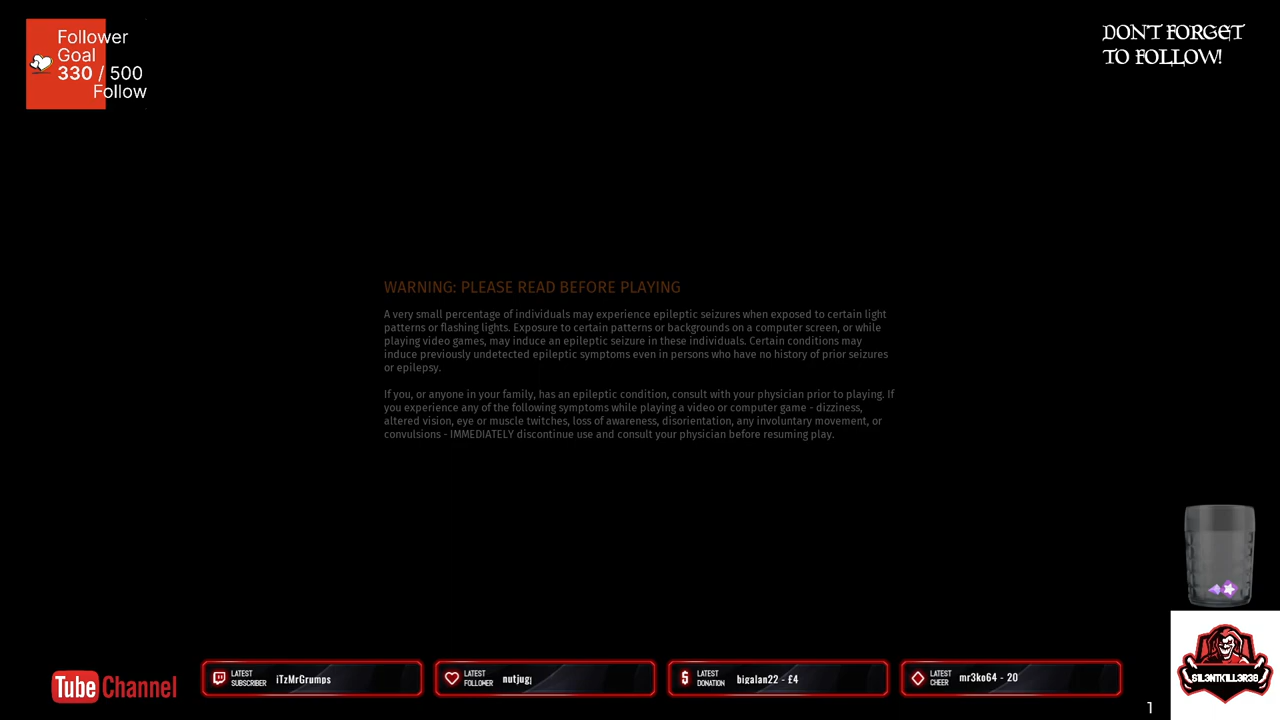 Follower
Goal
330 / 500
Follow
DON'T FORGET
TO FOLLOW!
WARNING: PLEASE READ BEFORE PLAYING
A very small percentage of individuals may experience epileptic seizures when exposed to certain light
patterns or flashing lights. Exposure to certain patterns or backgrounds on a computer screen, or while
playing video games, may induce an epileptic seizure in these individuals. Certain conditions may
induce previously undetected epileptic symptoms even in persons who have no history of prior seizures
or epilepsy.
If you, or anyone in your family, has an epileptic condition, consult with your physician prior to playing. If
you experience any of the following symptoms while playing a video or computer game - dizziness,
altered vision, eye or muscle twitches, loss of awareness, disorientation, any involuntary movement, or
convulsions - IMMEDIATELY discontinue use and consult your physician before resuming play.
Tube Channel
LATEST
SUBSCRIBER
iTzMrGrumps
LATEST
FOLLOWER
nutjug
LATEST
DONATION
bigalan22 - £4
LATEST
CHEER
mr3ko64 - 20
1